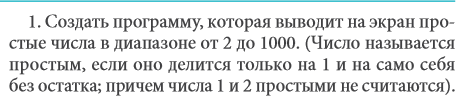 1. Создать программу, которая выводит на экран про-
стые числа в диапазоне от 2 до 1000. (Число называется
простым, если оно делится только на 1 и на само себя
без остатка; причем числа 1 и 2 простыми не считаются).